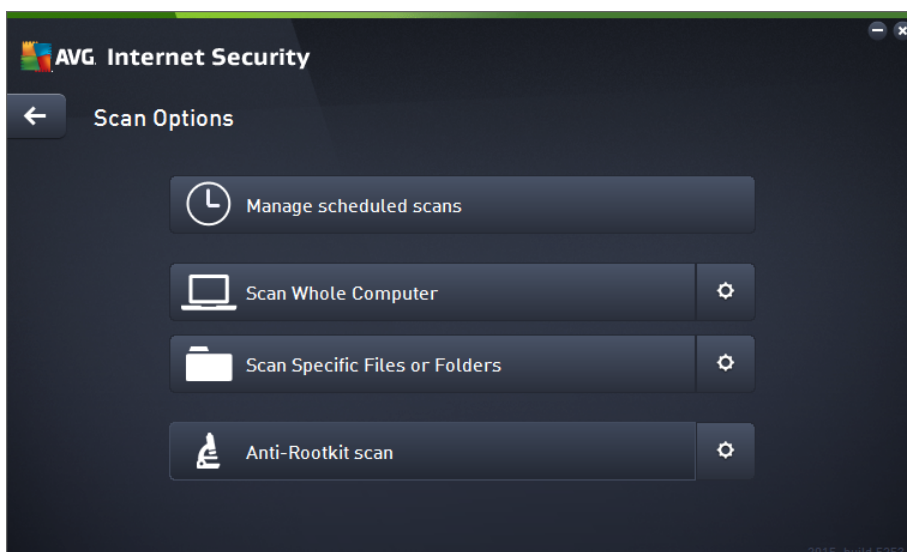 AVG. Internet Security
Scan Options
Manage scheduled scans
Scan Whole Computer
Scan Specific Files or Folders
Anti-Rootkit scan